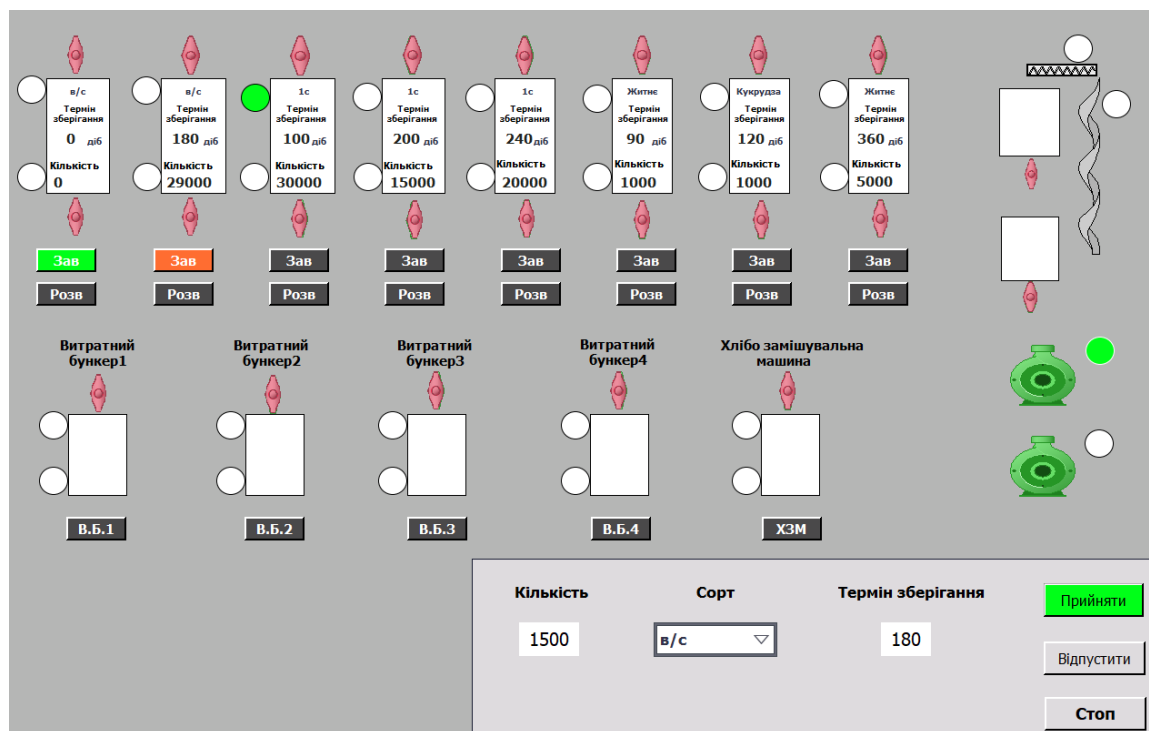 в/с
Термін
зберігання
0 діб
Кількість
0
в/с
Термін
зберігання
180 діб
Кількість
29000
1с
Термін
зберігання
100 діб
Кількість
30000
1с
Термін
зберігання
200 діб
Кількість
15000
1с
Термін
зберігання
240 діб
Кількість
20000
Житнє
Термін
зберігання
90 діб
Кількість
1000
Кукрудза
Термін
зберігання
120 діб
Кількість
1000
Житнє
Термін
зберігання
360 діб
Кількість
5000
Зав Зав Зав Зав Зав Зав Зав Зав
Розв Розв Розв Розв Розв Розв Розв Розв
Витратний
бункер1
Витратний
бункер2
Витратний
бункер3
Витратний
бункер4
Хлібо замішувальна
машина
В.Б.1 В.Б.2 В.Б.3 В.Б.4 ХЗМ
Кількість Сорт Термін зберігання
1500 в/с 180
Прийняти
Відпустити
Стоп